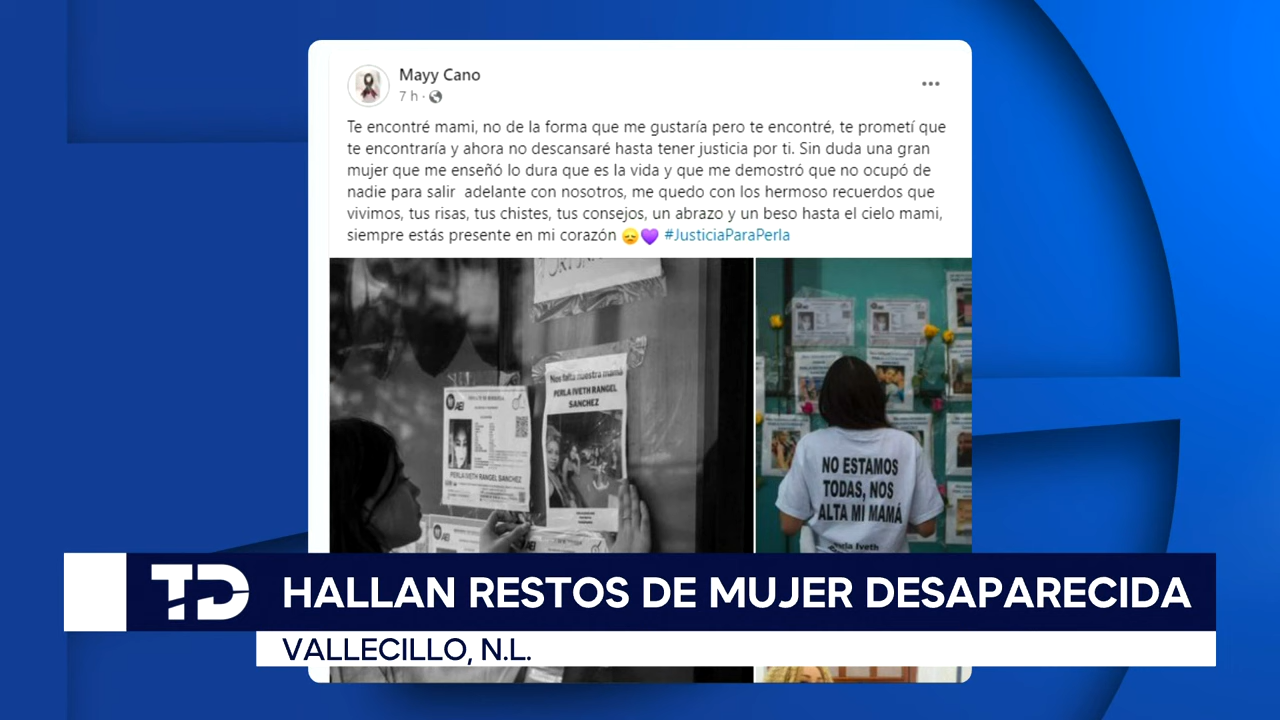 Mayy Cano
7 h
Te encontré mami, no de la forma que me gustaría pero te encontré, te prometí que
te encontraría y ahora no descansaré hasta tener justicia por ti. Sin duda una gran
mujer que me enseñó lo dura que es la vida y que me demostró que no ocupó de
nadie para salir adelante con nosotros, me quedo con los hermoso recuerdos que
vivimos, tus risas, tus chistes, tus consejos, un abrazo y un beso hasta el cielo mami,
siempre estás presente en mi corazón 😞💜 #JusticiaParaPerla
AEI
PERLA IVETH RANGEL SANCHEZ
Nos falta nuestra mamá
PERLA IVETH RANGEL
SANCHEZ
NO ESTAMOS
TODAS, NOS
ALTA MI MAMÁ
Perla Iveth
TD
HALLAN RESTOS DE MUJER DESAPARECIDA
VALLECILLO, N.L.